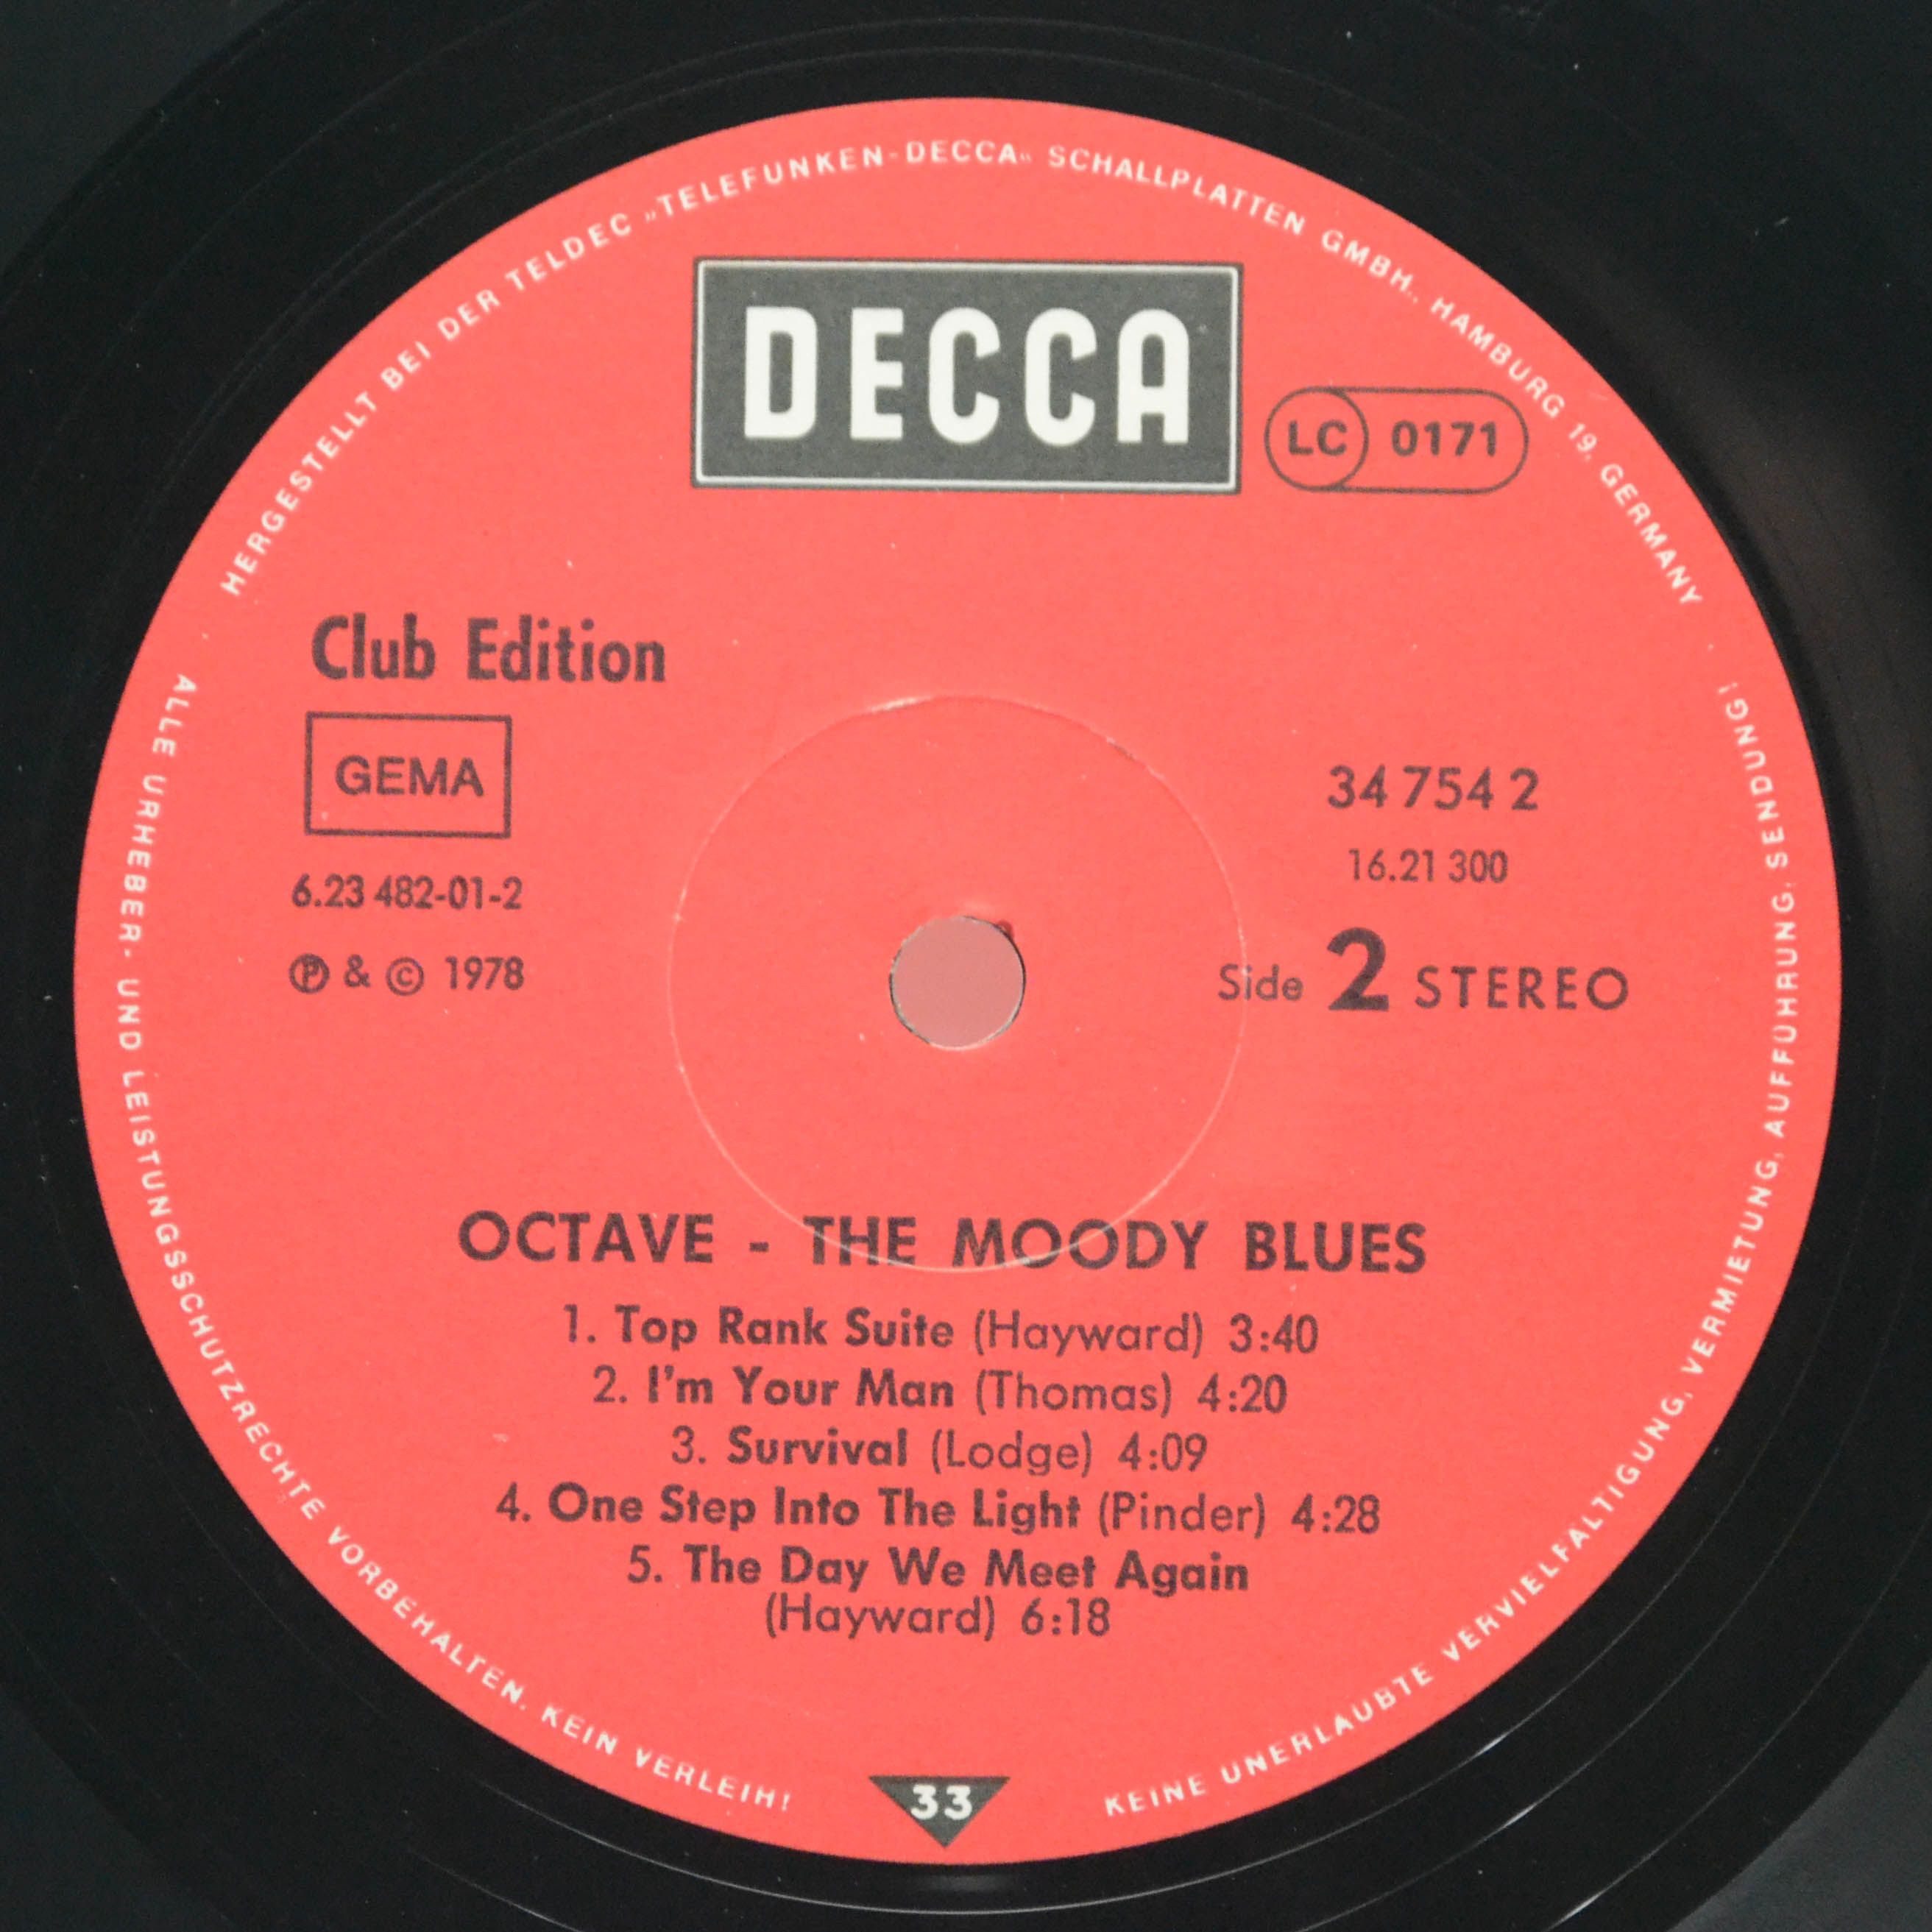 HERGESTELLT BEI DER TELDEC „TELEFUNKEN-DECCA“ SCHALLPLATTEN GMBH., HAMBURG 19, GERMANY
DECCA
LC 0171
Club Edition
GEMA
6.23 482-01-2
Ⓟ & © 1978
34 754 2
16.21 300
Side 2 STEREO
OCTAVE - THE MOODY BLUES
1. Top Rank Suite (Hayward) 3:40
2. I'm Your Man (Thomas) 4:20
3. Survival (Lodge) 4:09
4. One Step Into The Light (Pinder) 4:28
5. The Day We Meet Again
(Hayward) 6:18
33
ALLE URHEBER- UND LEISTUNGSSCHUTZRECHTE VORBEHALTEN. KEIN VERLEIH!
KEINE UNERLAUBTE VERVIELFALTIGUNG, VERMIETUNG, AUFFUHRUNG, SENDUNG!